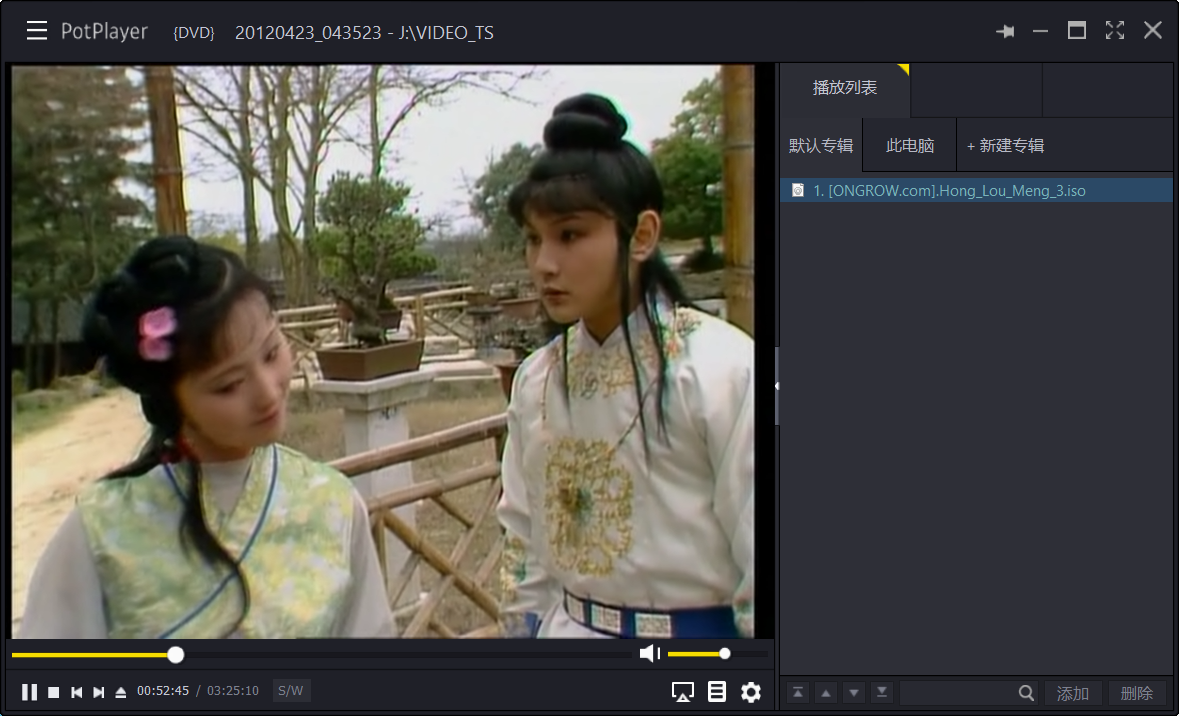 PotPlayer {DVD} 20120423_043523 - J:\VIDEO_TS
播放列表
默认专辑 此电脑 + 新建专辑
1. [ONGROW.com].Hong_Lou_Meng_3.iso
00:52:45 / 03:25:10 S/W
添加 删除